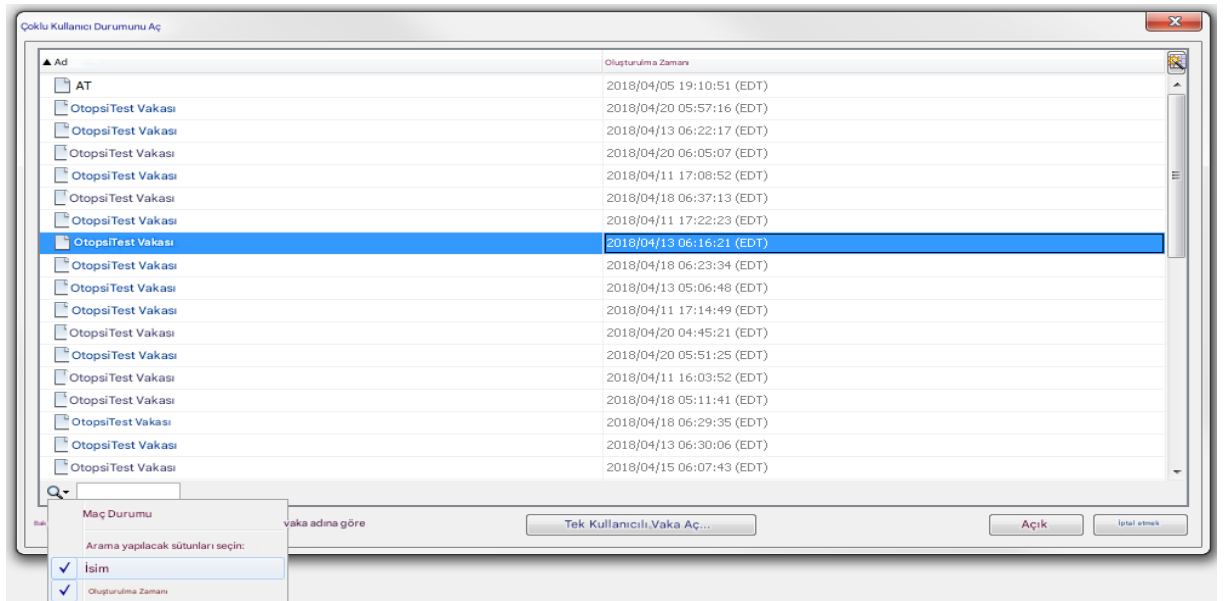 Çoklu Kullanıcı Durumunu Aç
▲ Ad Oluşturulma Zamanı
AT 2018/04/05 19:10:51 (EDT)
OtopsiTest Vakası 2018/04/20 05:57:16 (EDT)
OtopsiTest Vakası 2018/04/13 06:22:17 (EDT)
OtopsiTest Vakası 2018/04/20 06:05:07 (EDT)
OtopsiTest Vakası 2018/04/11 17:08:52 (EDT)
OtopsiTest Vakası 2018/04/18 06:37:13 (EDT)
OtopsiTest Vakası 2018/04/11 17:22:23 (EDT)
OtopsiTest Vakası 2018/04/13 06:16:21 (EDT)
OtopsiTest Vakası 2018/04/18 06:23:34 (EDT)
OtopsiTest Vakası 2018/04/13 05:06:48 (EDT)
OtopsiTest Vakası 2018/04/11 17:14:49 (EDT)
OtopsiTest Vakası 2018/04/20 04:45:21 (EDT)
OtopsiTest Vakası 2018/04/20 05:51:25 (EDT)
OtopsiTest Vakası 2018/04/11 16:03:52 (EDT)
OtopsiTest Vakası 2018/04/18 05:11:41 (EDT)
OtopsiTest Vakası 2018/04/18 06:29:35 (EDT)
OtopsiTest Vakası 2018/04/13 06:30:06 (EDT)
OtopsiTest Vakası 2018/04/15 06:07:43 (EDT)
Maç Durumu
vaka adına göre Tek Kullanıcılı,Vaka Aç... Açık İptal etmek
Arama yapılacak sütunları seçin:
İsim
Oluşturulma Zamanı